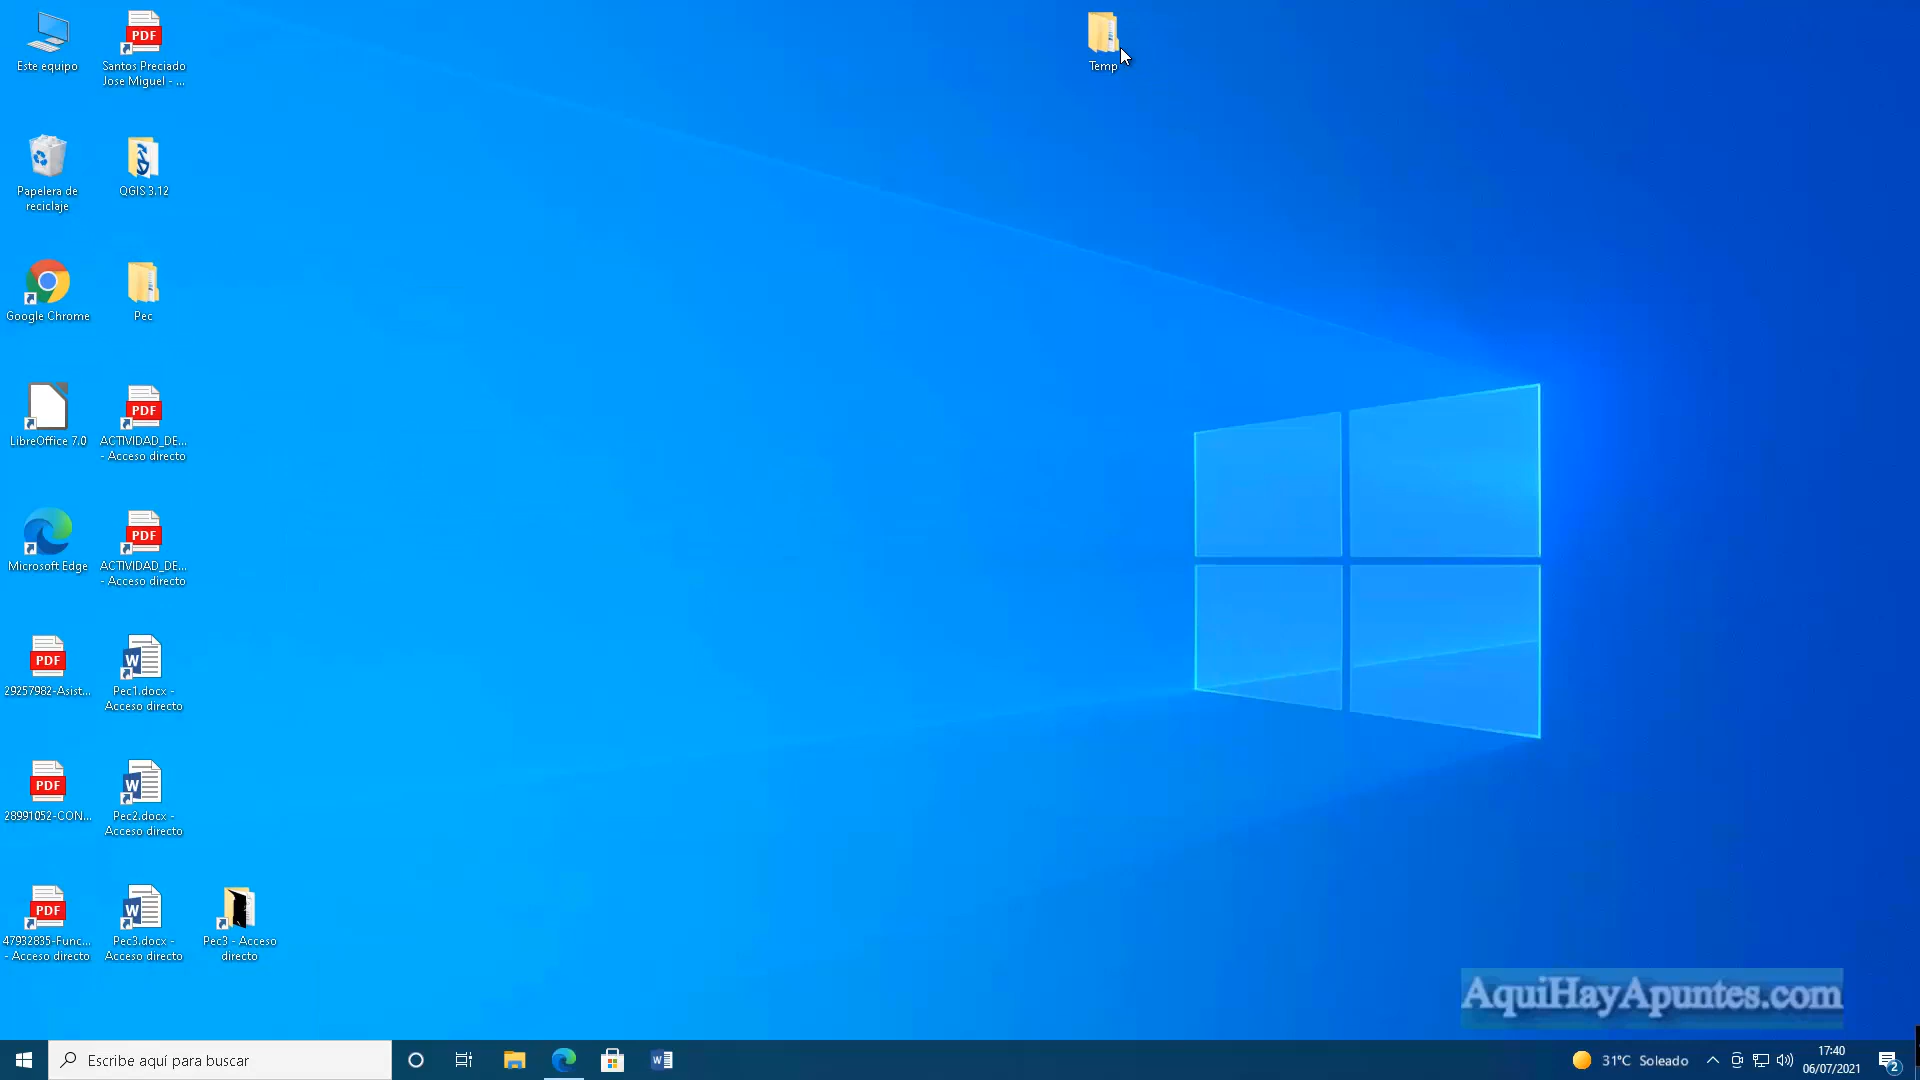 Este equipo
PDF
Santos Preciado
Jose Miguel - ...
Temp
Papelera de
reciclaje
QGIS 3.12
Google Chrome
Pec
LibreOffice 7.0
PDF
ACTIVIDAD_DE...
- Acceso directo
Microsoft Edge
PDF
ACTIVIDAD_DE...
- Acceso directo
PDF
29257982-Asist...
W
Pec1.docx -
Acceso directo
PDF
28991052-CON...
W
Pec2.docx -
Acceso directo
PDF
47932835-Func...
- Acceso directo
W
Pec3.docx -
Acceso directo
Pec3 - Acceso
directo
AquiHayApuntes.com
Escribe aquí para buscar
W
31°C Soleado
17:40
06/07/2021
2